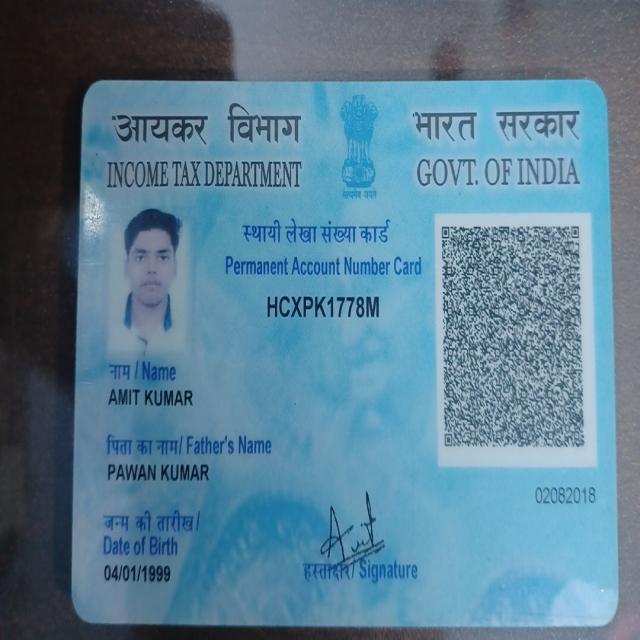 आयकर विभाग
INCOME TAX DEPARTMENT
सत्यमेव जयते
भारत सरकार
GOVT. OF INDIA
स्थायी लेखा संख्या कार्ड
Permanent Account Number Card
HCXPK1778M
नाम / Name
AMIT KUMAR
पिता का नाम/ Father's Name
PAWAN KUMAR
02082018
जन्म की तारीख/
Date of Birth
04/01/1999
Amit
हस्ताक्षर/ Signature